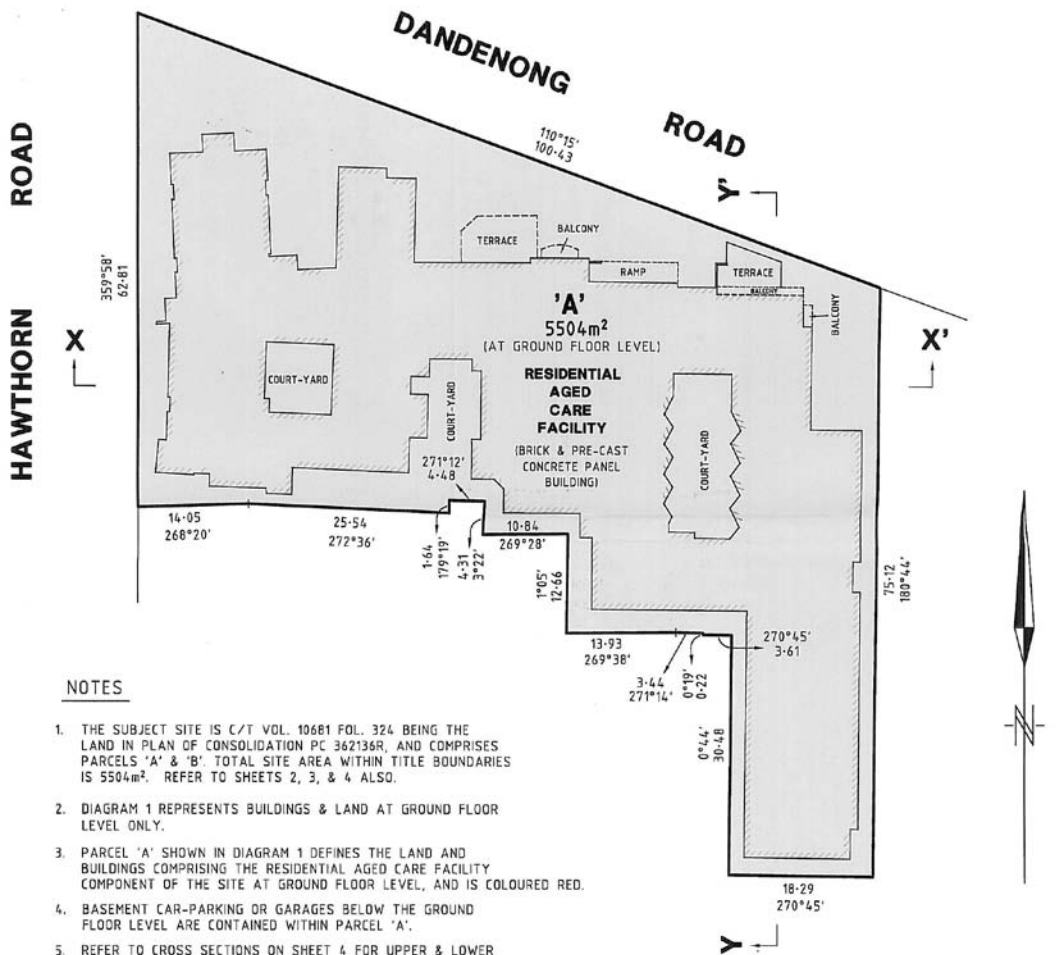 DANDENONG
ROAD
110°15'
100·43
HAWTHORN ROAD
359°58'
62·81
Y'
X
X'
TERRACE
BALCONY
RAMP
TERRACE
BALCONY
BALCONY
'A'
5504m²
(AT GROUND FLOOR LEVEL)
RESIDENTIAL
AGED
CARE
FACILITY
(BRICK & PRE-CAST
CONCRETE PANEL
BUILDING)
COURT-YARD
COURT-YARD
COURT-YARD
271°12'
4·48
14·05
268°20'
25·54
272°36'
1·64
179°19'
4·31
3°22'
10·84
269°28'
1°05'
12·66
75·12
180°44'
13·93
269°38'
3·44
271°14'
0°19'
0·22
270°45'
3·61
0°44'
30·48
18·29
270°45'
Y
N
NOTES
1. THE SUBJECT SITE IS C/T VOL. 10681 FOL. 324 BEING THE
LAND IN PLAN OF CONSOLIDATION PC 362136R, AND COMPRISES
PARCELS 'A' & 'B'. TOTAL SITE AREA WITHIN TITLE BOUNDARIES
IS 5504m². REFER TO SHEETS 2, 3, & 4 ALSO.
2. DIAGRAM 1 REPRESENTS BUILDINGS & LAND AT GROUND FLOOR
LEVEL ONLY.
3. PARCEL 'A' SHOWN IN DIAGRAM 1 DEFINES THE LAND AND
BUILDINGS COMPRISING THE RESIDENTIAL AGED CARE FACILITY
COMPONENT OF THE SITE AT GROUND FLOOR LEVEL, AND IS COLOURED RED.
4. BASEMENT CAR-PARKING OR GARAGES BELOW THE GROUND
FLOOR LEVEL ARE CONTAINED WITHIN PARCEL 'A'.
5. REFER TO CROSS SECTIONS ON SHEET 4 FOR UPPER & LOWER